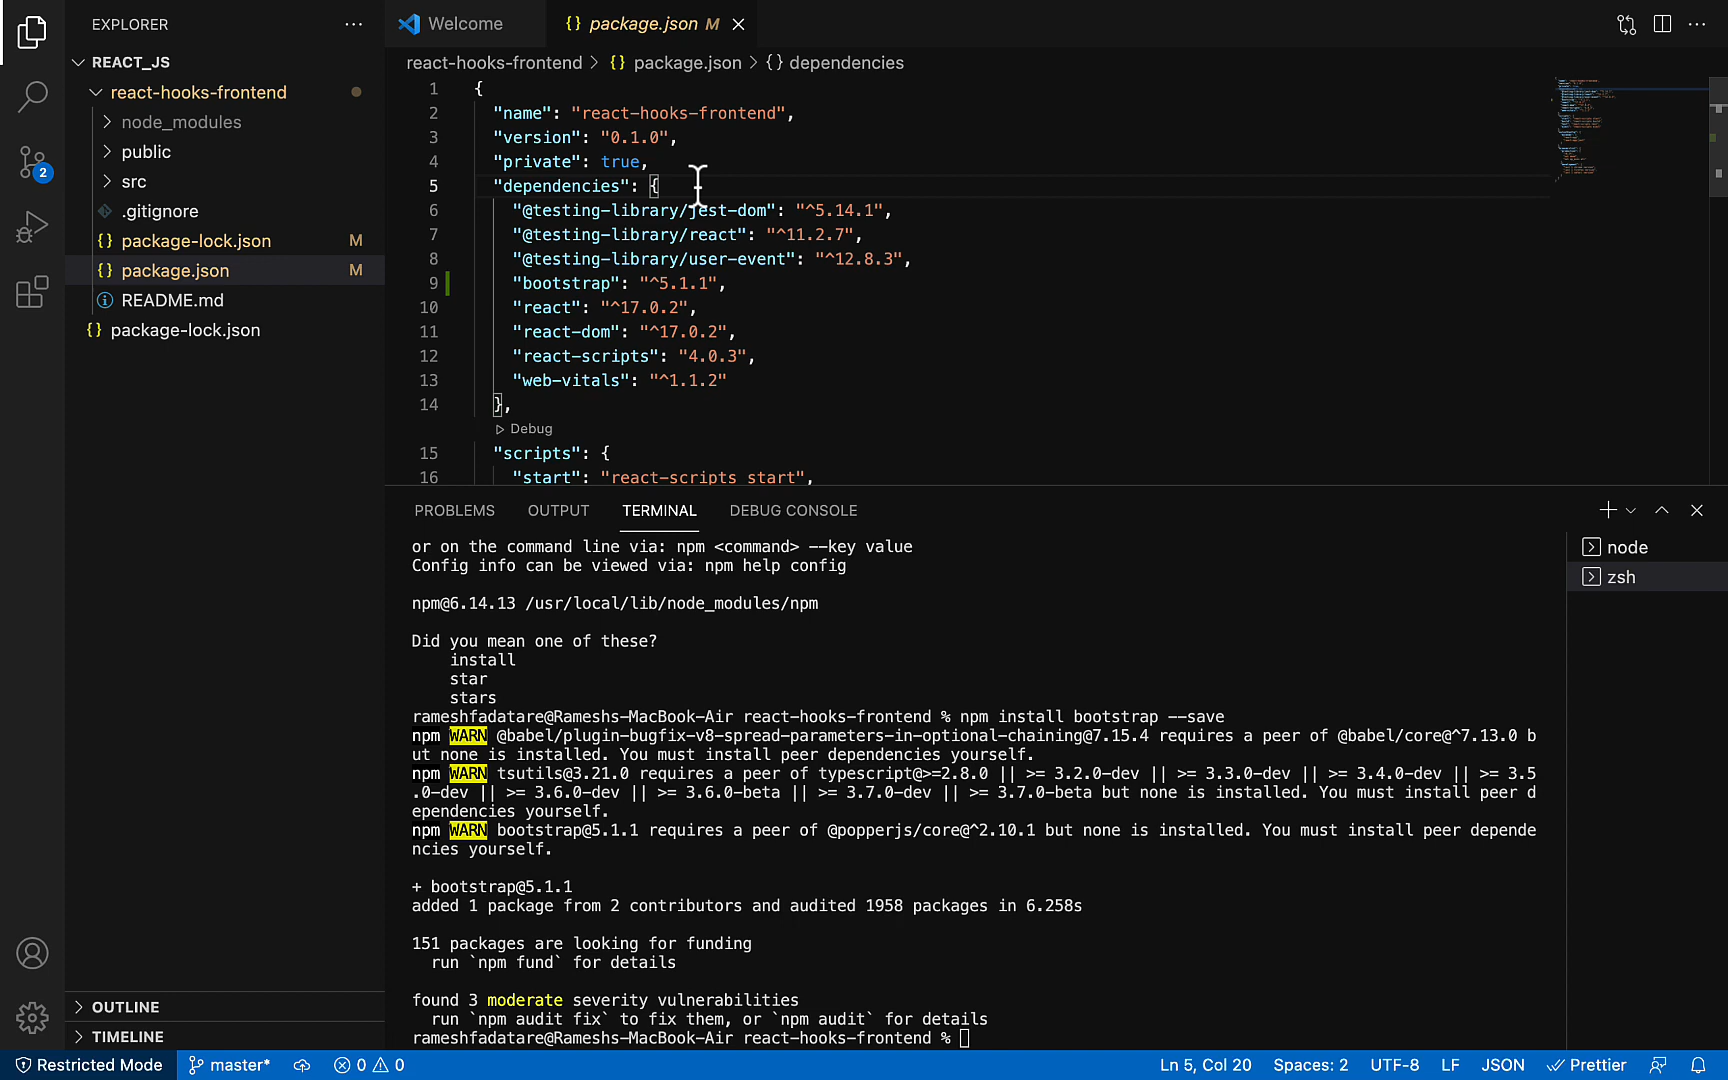 EXPLORER
REACT_JS
react-hooks-frontend
node_modules
public
src
.gitignore
package-lock.json M
package.json M
README.md
package-lock.json
2
OUTLINE
TIMELINE
Welcome
{} package.json M
react-hooks-frontend > {} package.json > {} dependencies
1 {
2 "name": "react-hooks-frontend",
3 "version": "0.1.0",
4 "private": true,
5 "dependencies": {
6 "@testing-library/jest-dom": "^5.14.1",
7 "@testing-library/react": "^11.2.7",
8 "@testing-library/user-event": "^12.8.3",
9 "bootstrap": "^5.1.1",
10 "react": "^17.0.2",
11 "react-dom": "^17.0.2",
12 "react-scripts": "4.0.3",
13 "web-vitals": "^1.1.2"
14 },
Debug
15 "scripts": {
16 "start": "react-scripts start",
PROBLEMS OUTPUT TERMINAL DEBUG CONSOLE
or on the command line via: npm <command> --key value
Config info can be viewed via: npm help config
npm@6.14.13 /usr/local/lib/node_modules/npm
Did you mean one of these?
install
star
stars
rameshfadatare@Rameshs-MacBook-Air react-hooks-frontend % npm install bootstrap --save
npm WARN @babel/plugin-bugfix-v8-spread-parameters-in-optional-chaining@7.15.4 requires a peer of @babel/core@^7.13.0 b
ut none is installed. You must install peer dependencies yourself.
npm WARN tsutils@3.21.0 requires a peer of typescript@>=2.8.0 || >= 3.2.0-dev || >= 3.3.0-dev || >= 3.4.0-dev || >= 3.5
.0-dev || >= 3.6.0-dev || >= 3.6.0-beta || >= 3.7.0-dev || >= 3.7.0-beta but none is installed. You must install peer d
ependencies yourself.
npm WARN bootstrap@5.1.1 requires a peer of @popperjs/core@^2.10.1 but none is installed. You must install peer depende
ncies yourself.
+ bootstrap@5.1.1
added 1 package from 2 contributors and audited 1958 packages in 6.258s
151 packages are looking for funding
run `npm fund` for details
found 3 moderate severity vulnerabilities
run `npm audit fix` to fix them, or `npm audit` for details
rameshfadatare@Rameshs-MacBook-Air react-hooks-frontend %
node
zsh
Restricted Mode master* 0 0 Ln 5, Col 20 Spaces: 2 UTF-8 LF JSON Prettier